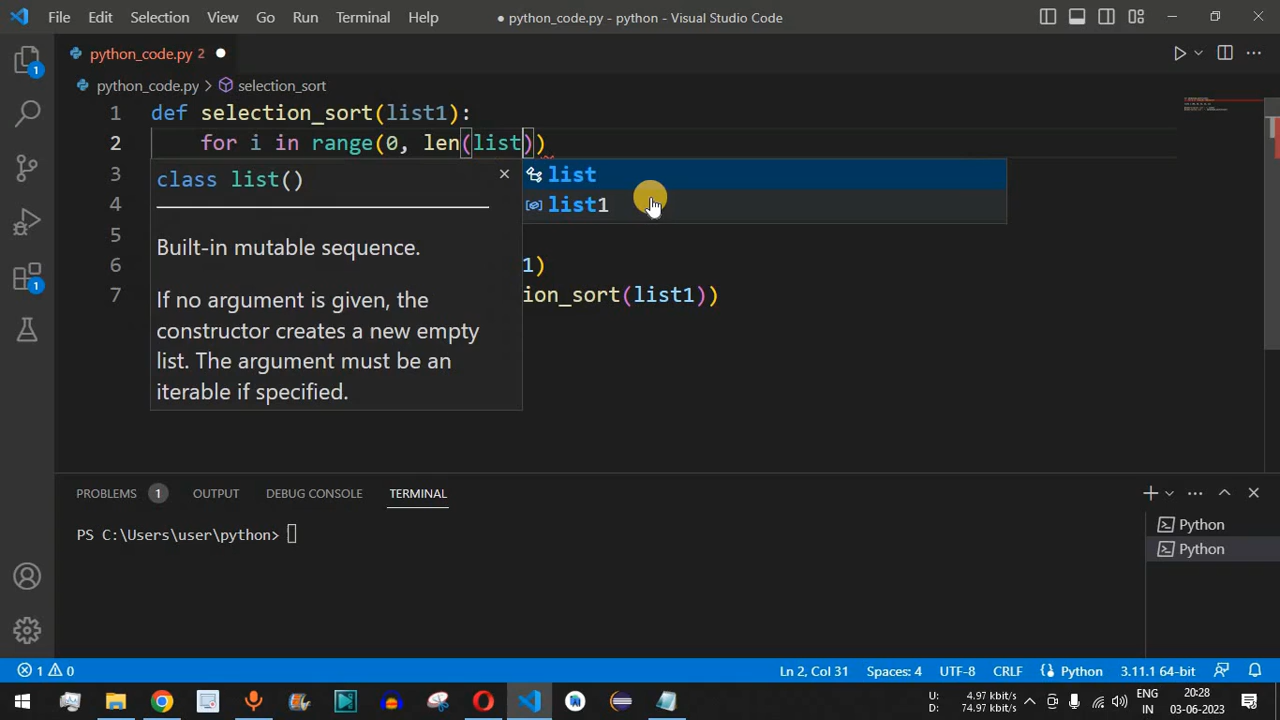 File Edit Selection View Go Run Terminal Help ● python_code.py - python - Visual Studio Code
python_code.py 2 ●
python_code.py > selection_sort
1 def selection_sort(list1):
2 for i in range(0, len(list))
3
4
5
6 1)
7 ion_sort(list1))
class list()
Built-in mutable sequence.
If no argument is given, the
constructor creates a new empty
list. The argument must be an
iterable if specified.
list
list1
1
1
PROBLEMS 1 OUTPUT DEBUG CONSOLE TERMINAL
PS C:\Users\user\python>
Python
Python
1 0 Ln 2, Col 31 Spaces: 4 UTF-8 CRLF Python 3.11.1 64-bit
U: 4.97 kbit/s
D: 74.97 kbit/s
ENG
IN
20:28
03-06-2023